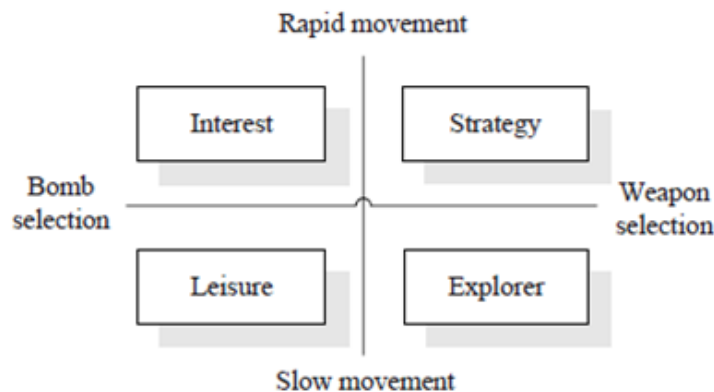 Rapid movement
Interest
Strategy
Bomb
selection
Weapon
selection
Leisure
Explorer
Slow movement